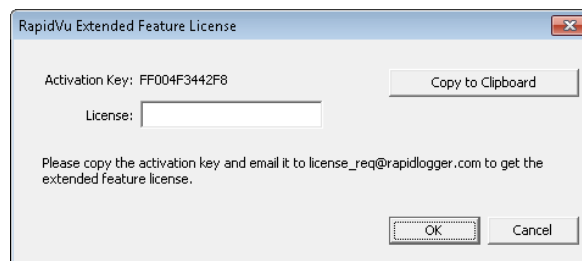 RapidVu Extended Feature License
Activation Key: FF004F3442F8
Copy to Clipboard
License:
Please copy the activation key and email it to license_req@rapidlogger.com to get the
extended feature license.
OK
Cancel